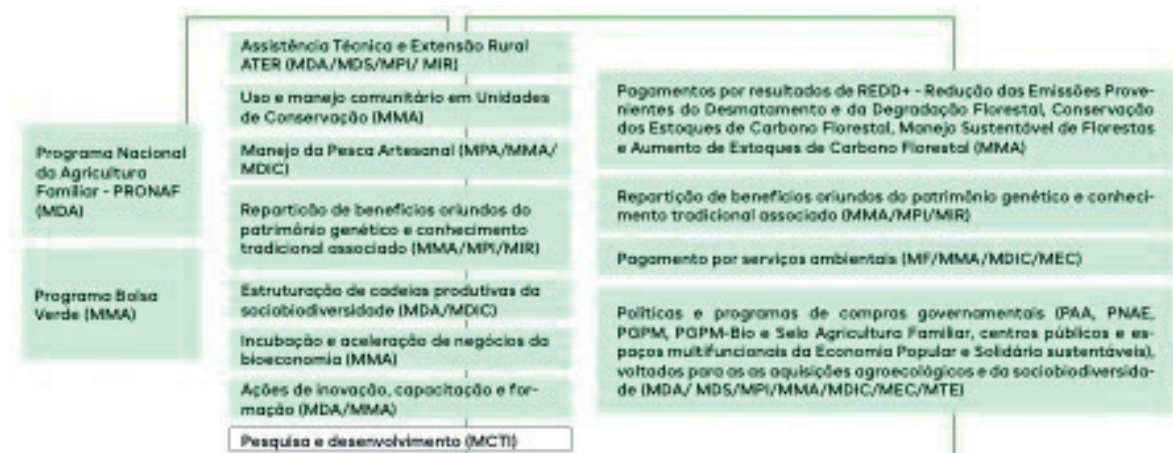 Programa Nacional
da Agricultura
Familiar - PRONAF
(MDA)
Programa Bolsa
Verde (MMA)
Assistência Técnica e Extensão Rural
ATER (MDA/MDS/MPI/ MIR)
Uso e manejo comunitário em Unidades
de Conservação (MMA)
Manejo da Pesca Artesanal (MPA/MMA/
MDIC)
Repartição de benefícios oriundos do
patrimônio genético e conhecimento
tradicional associado (MMA/MPI/MIR)
Estruturação de cadeias produtivas da
sociobiodiversidade (MDA/MDIC)
Incubação e aceleração de negócios da
bioeconomia (MMA)
Ações de inovação, capacitação e for-
mação (MDA/MMA)
Pesquisa e desenvolvimento (MCTI)
Pagamentos por resultados de REDD+ - Redução das Emissões Prove-
nientes do Desmatamento e da Degradação Florestal, Conservação
dos Estoques de Carbono Florestal, Manejo Sustentável de Florestas
e Aumento de Estoques de Carbono Florestal (MMA)
Repartição de benefícios oriundos do patrimônio genético e conheci-
mento tradicional associado (MMA/MPI/MIR)
Pagamento por serviços ambientais (MF/MMA/MDIC/MEC)
Políticas e programas de compras governamentais (PAA, PNAE,
PGPM, PGPM-Bio e Selo Agricultura Familiar, centros públicos e es-
paços multifuncionais da Economia Popular e Solidária sustentáveis),
voltados para as as aquisições agroecológicos e da sociobiodiversida-
de (MDA/ MDS/MPI/MMA/MDIC/MEC/MTE)